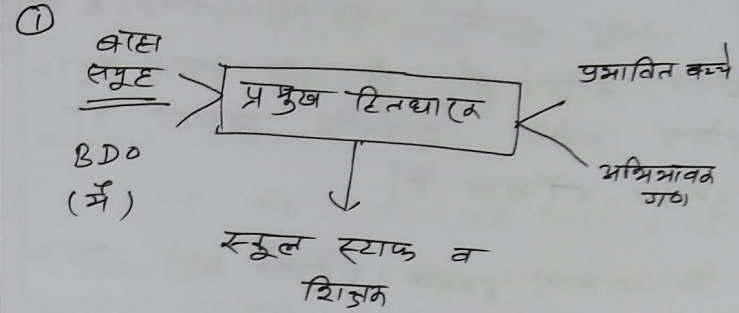 ①
बाह्य
समूह
प्रमुख हितधारक
प्रभावित बच्चे
BDO
(मैं)
अभिभावक
गण
स्कूल स्टाफ व
शिक्षक